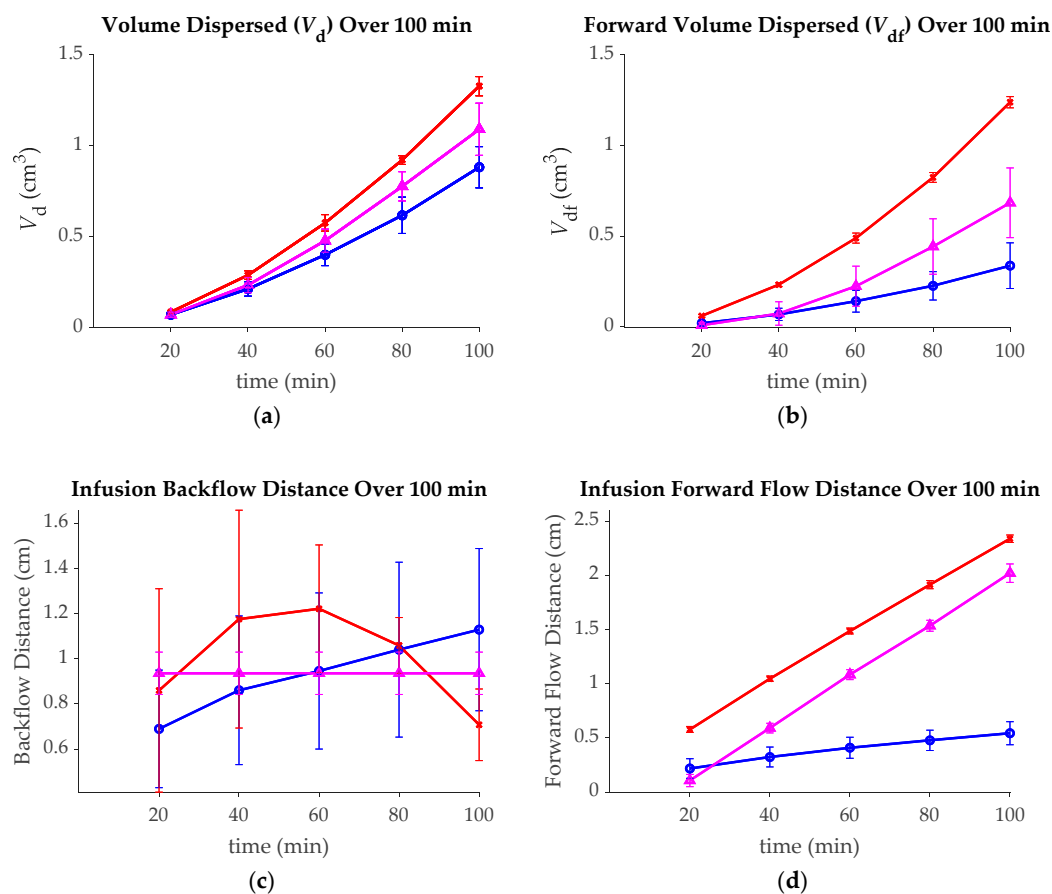 Volume Dispersed (Vd) Over 100 min
1.5
1
0.5
0
Vd (cm3)
20 40 60 80 100
time (min)
(a)
Forward Volume Dispersed (Vdf) Over 100 min
1.5
1
0.5
0
Vdf (cm3)
20 40 60 80 100
time (min)
(b)
Infusion Backflow Distance Over 100 min
1.6
1.4
1.2
1
0.8
0.6
Backflow Distance (cm)
20 40 60 80 100
time (min)
(c)
Infusion Forward Flow Distance Over 100 min
2.5
2
1.5
1
0.5
0
Forward Flow Distance (cm)
20 40 60 80 100
time (min)
(d)